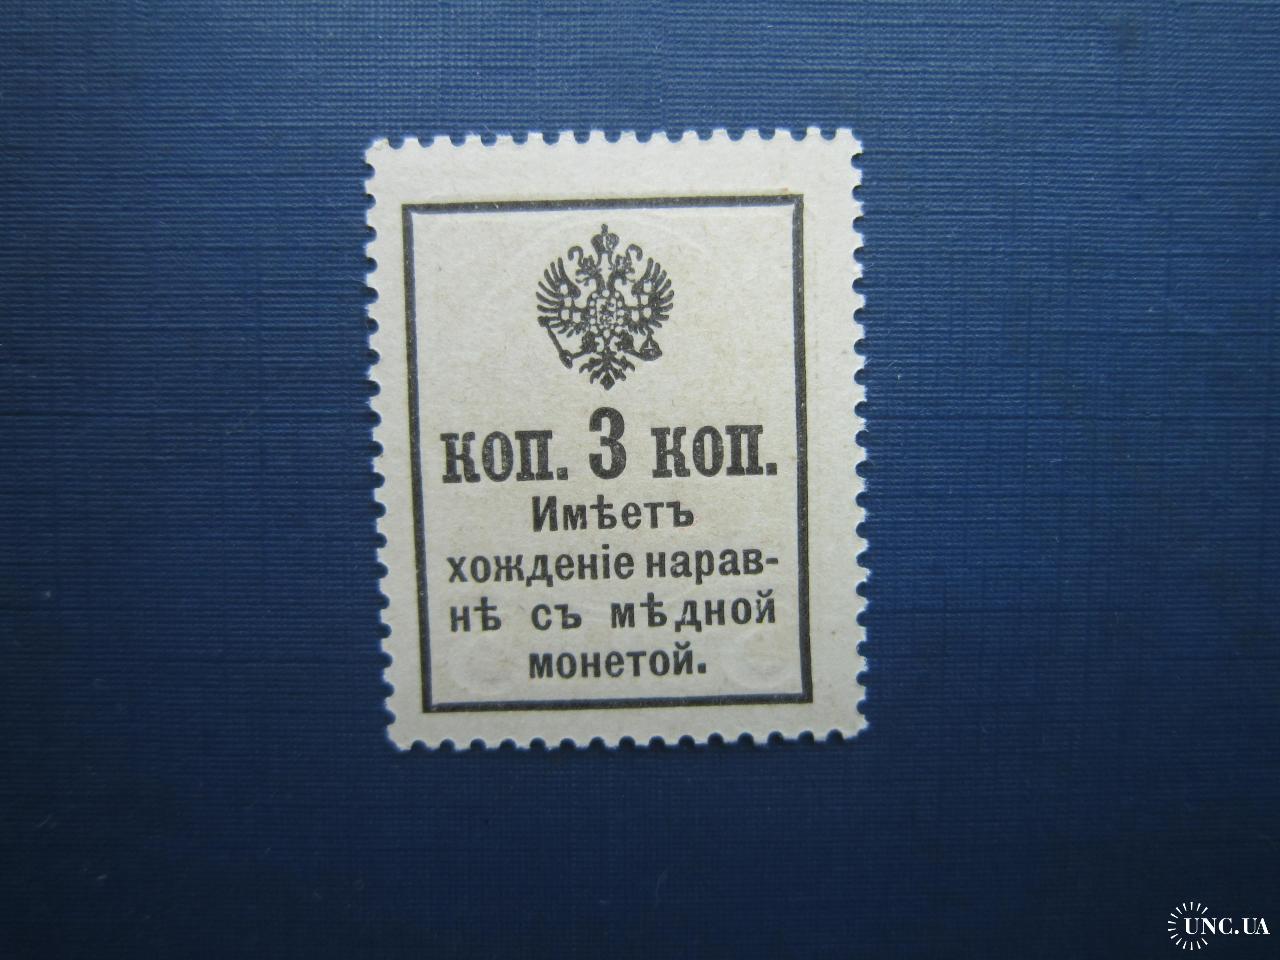 коп. 3 коп.
Имѣетъ
хожденіе нарав-
нѣ съ мѣдной
монетой.
UNC.UA